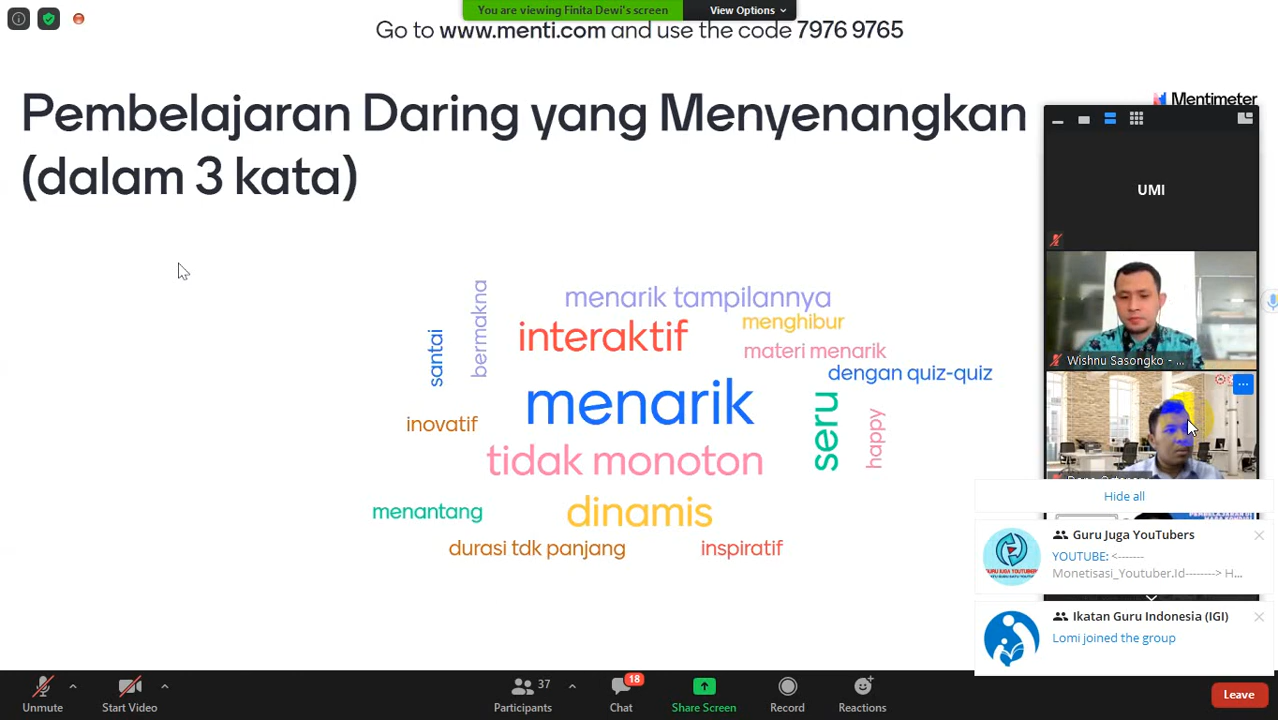 You are viewing Finita Dewi's screen
View Options
Go to www.menti.com and use the code 7976 9765
Pembelajaran Daring yang Menyenangkan
(dalam 3 kata)
Mentimeter
UMI
Wishnu Sasongko - ...
menarik tampilannya
bermakna
santai
interaktif
menghibur
materi menarik
dengan quiz-quiz
menarik
seru
happy
inovatif
tidak monoton
menantang
dinamis
durasi tdk panjang
inspiratif
Hide all
Guru Juga YouTubers
YOUTUBE: <-------
Monetisasi_Youtuber.Id--------> H...
Ikatan Guru Indonesia (IGI)
Lomi joined the group
Unmute
Start Video
37
Participants
18
Chat
Share Screen
Record
Reactions
Leave